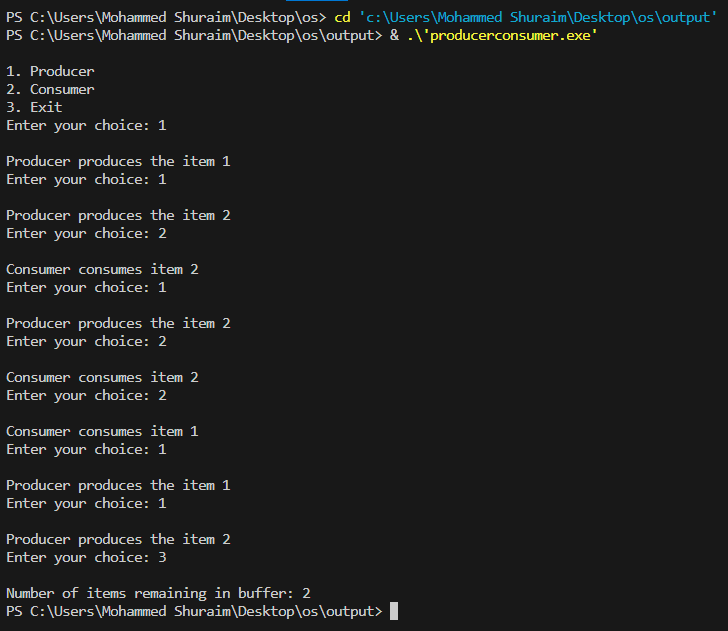 PS C:\Users\Mohammed Shuraim\Desktop\os> cd 'c:\Users\Mohammed Shuraim\Desktop\os\output'
PS C:\Users\Mohammed Shuraim\Desktop\os\output> & .\'producerconsumer.exe'
1. Producer
2. Consumer
3. Exit
Enter your choice: 1
Producer produces the item 1
Enter your choice: 1
Producer produces the item 2
Enter your choice: 2
Consumer consumes item 2
Enter your choice: 1
Producer produces the item 2
Enter your choice: 2
Consumer consumes item 2
Enter your choice: 2
Consumer consumes item 1
Enter your choice: 1
Producer produces the item 1
Enter your choice: 1
Producer produces the item 2
Enter your choice: 3
Number of items remaining in buffer: 2
PS C:\Users\Mohammed Shuraim\Desktop\os\output>